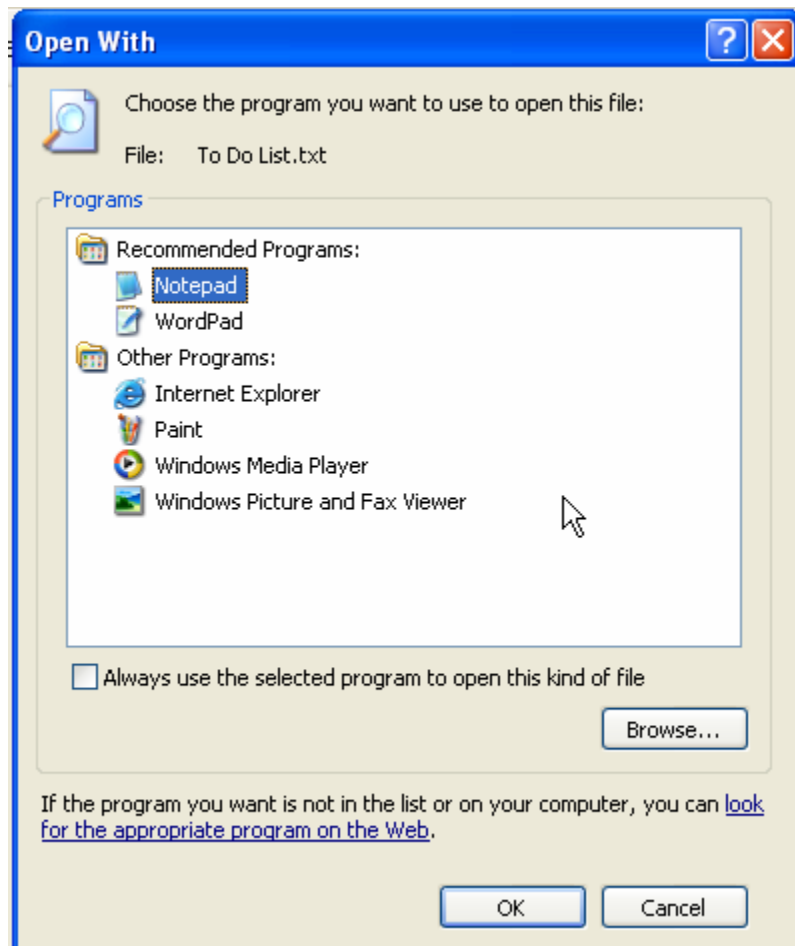 Open With
Choose the program you want to use to open this file:
File: To Do List.txt
Programs
Recommended Programs:
Notepad
WordPad
Other Programs:
Internet Explorer
Paint
Windows Media Player
Windows Picture and Fax Viewer
Always use the selected program to open this kind of file
Browse...
If the program you want is not in the list or on your computer, you can look
for the appropriate program on the Web.
OK Cancel